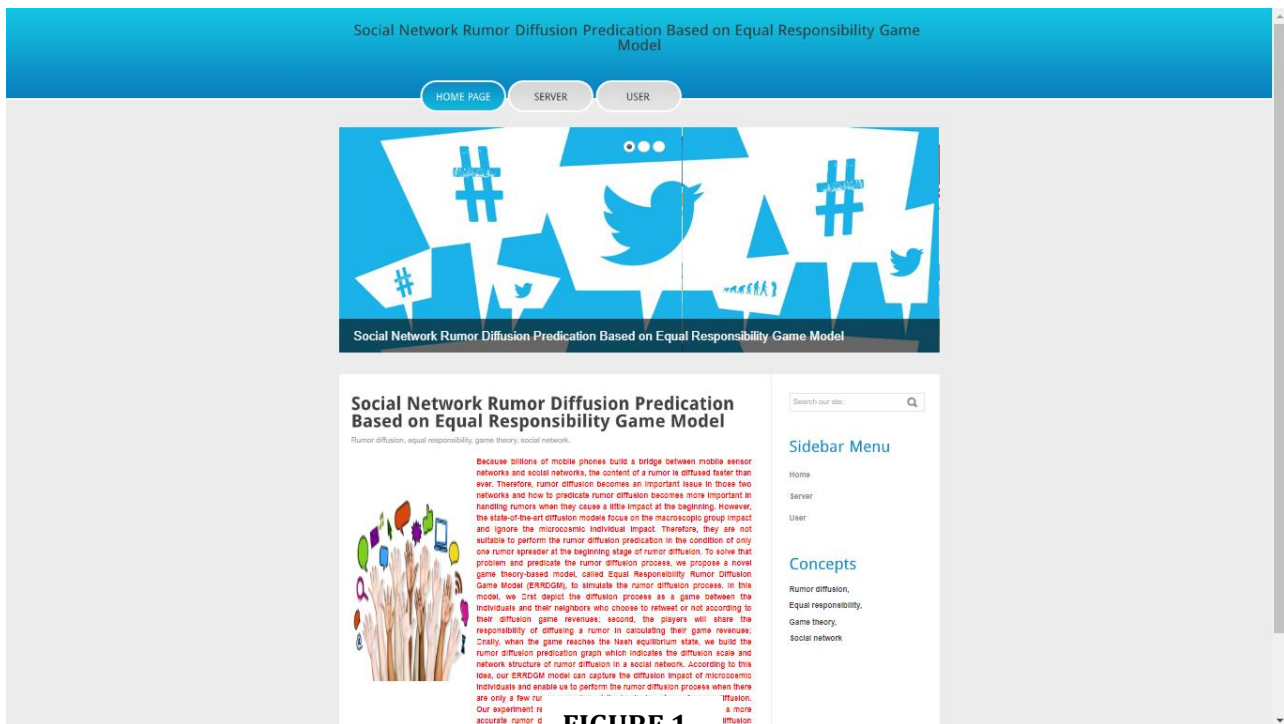 Social Network Rumor Diffusion Predication Based on Equal Responsibility Game
Model
HOME PAGE
SERVER
USER
Social Network Rumor Diffusion Predication Based on Equal Responsibility Game Model
Social Network Rumor Diffusion Predication
Based on Equal Responsibility Game Model
Rumor diffusion, equal responsibility, game theory, social network.
Because billions of mobile phones build a bridge between mobile sensor
networks and social networks, the content of a rumor is diffused faster than
ever. Therefore, rumor diffusion becomes an important issue in those two
networks and how to predicate rumor diffusion becomes more important in
handling rumors when they cause a little impact at the beginning. However,
the state-of-the-art diffusion models focus on the macroscopic group impact
and ignore the microcosmic individual impact. Therefore, they are not
suitable to perform the rumor diffusion predication in the condition of only
one rumor spreader at the beginning stage of rumor diffusion. To solve that
problem and predicate the rumor diffusion process, we propose a novel
game theory-based model, called Equal Responsibility Rumor Diffusion
Game Model (ERRDGM), to simulate the rumor diffusion process. In this
model, we rst depict the diffusion process as a game between the
individuals and their neighbors who choose to retweet or not according to
their diffusion game revenues; second, the players will share the
responsibility of diffusing a rumor in calculating their game revenues;
nally, when the game reaches the Nash equilibrium state, we build the
rumor diffusion predication graph which indicates the diffusion scale and
network structure of rumor diffusion in a social network. According to this
idea, our ERRDGM model can capture the diffusion impact of microcosmic
individuals and enable us to perform the rumor diffusion process when there
are only a few
Our experiment a more
accurate rumor
Search our site:
Sidebar Menu
Home
Server
User
Concepts
Rumor diffusion,
Equal responsibility,
Game theory,
Social network
FIGURE 1